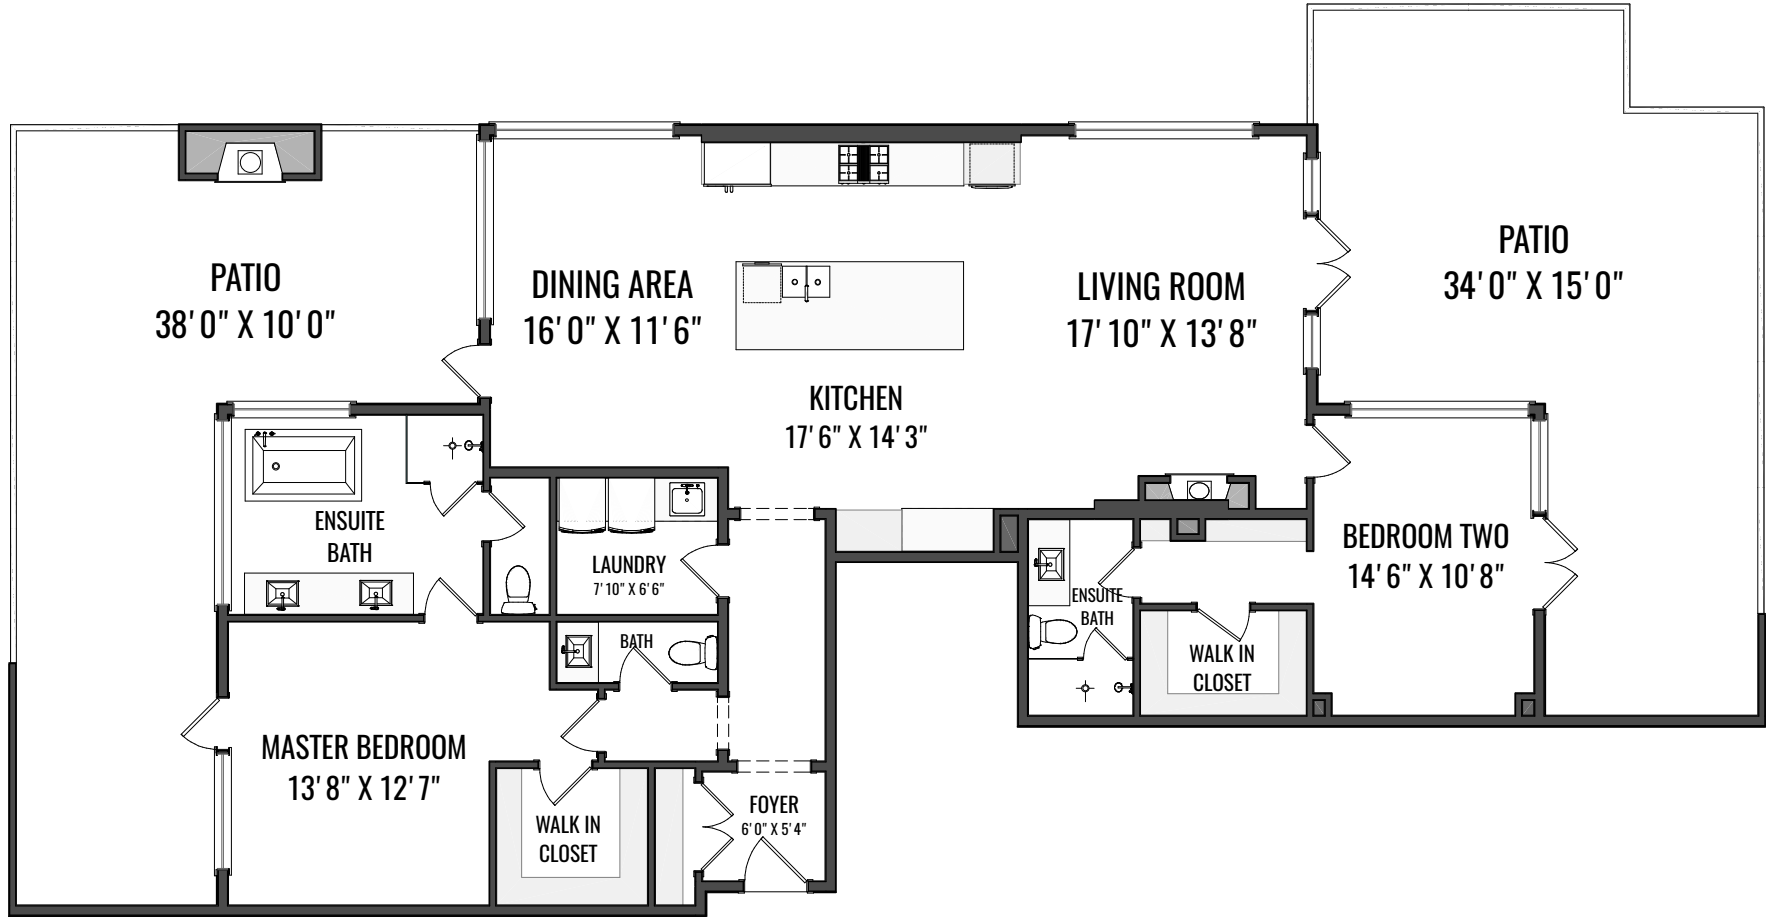 PATIO
38'0" X 10'0"
DINING AREA
16'0" X 11'6"
KITCHEN
17'6" X 14'3"
LIVING ROOM
17'10" X 13'8"
PATIO
34'0" X 15'0"
ENSUITE
BATH
LAUNDRY
7'10" X 6'6"
BATH
ENSUITE
BATH
BEDROOM TWO
14'6" X 10'8"
WALK IN
CLOSET
MASTER BEDROOM
13'8" X 12'7"
WALK IN
CLOSET
FOYER
6'0" X 5'4"